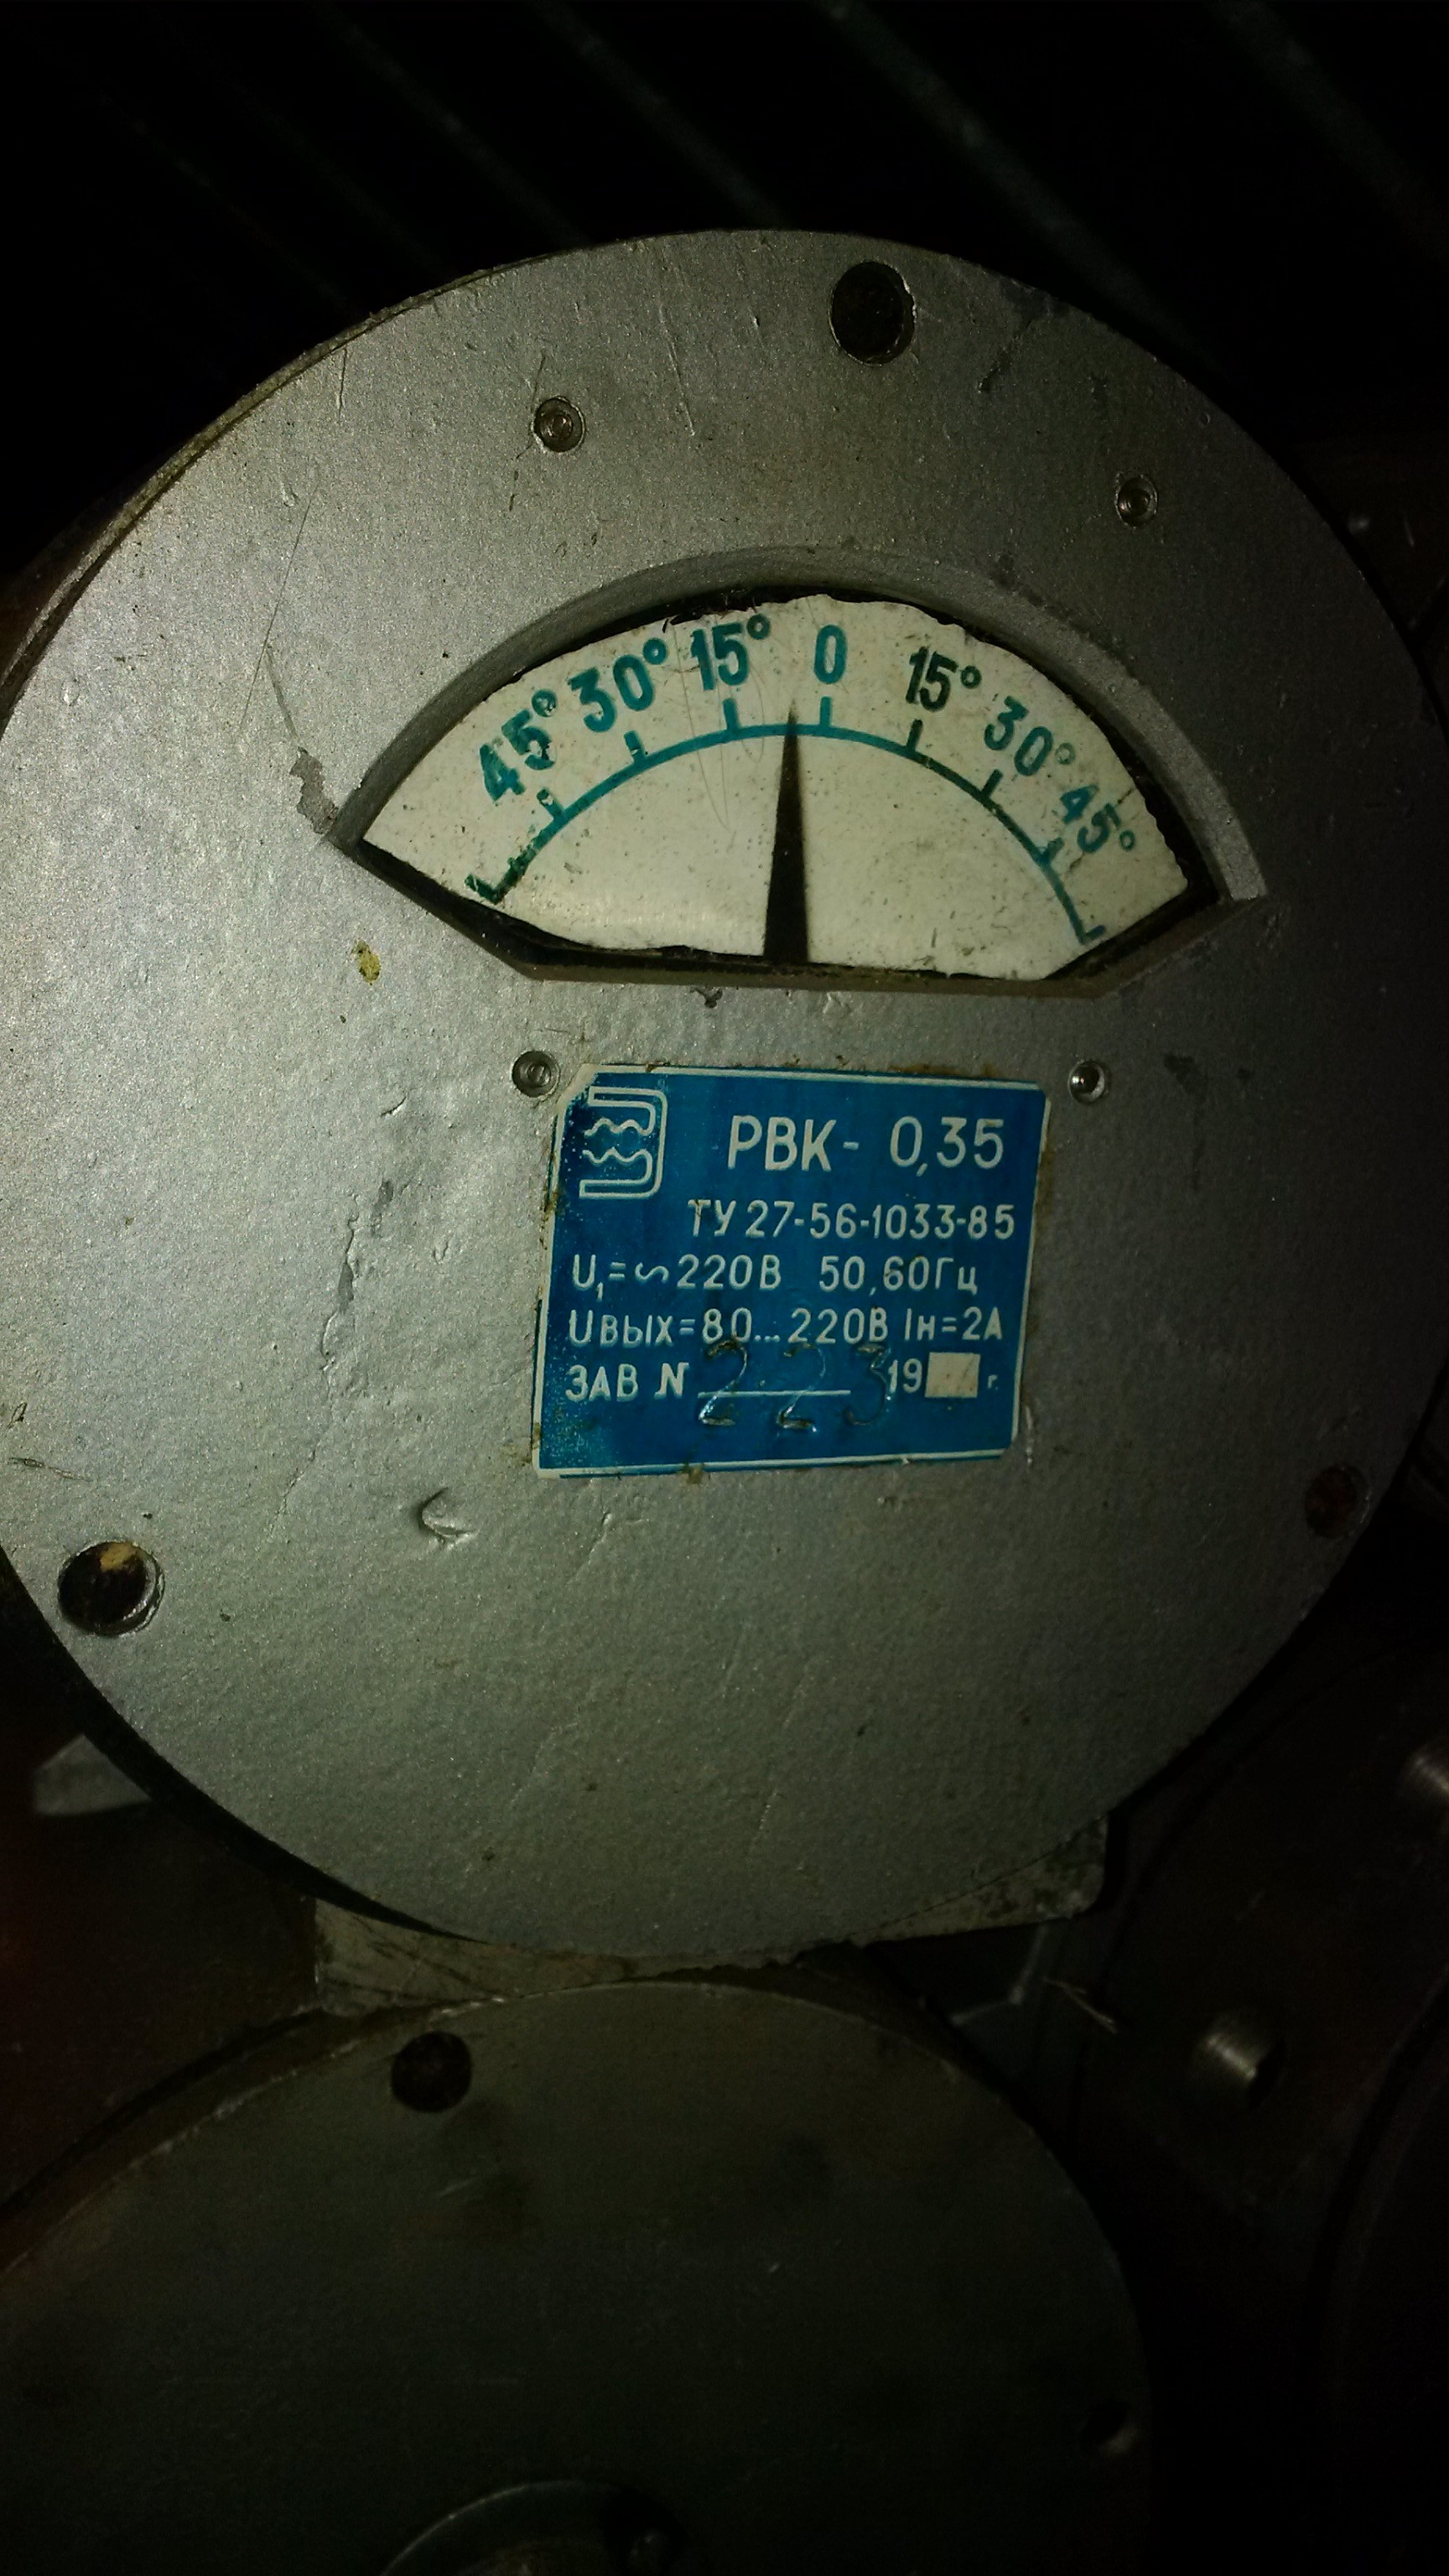 45° 30° 15° 0 15° 30° 45°
РВК- 0,35
ТУ 27-56-1033-85
U₁=∽220В 50,60Гц
Uвых=80...220В Iн=2А
ЗАВ N 223 19 г.